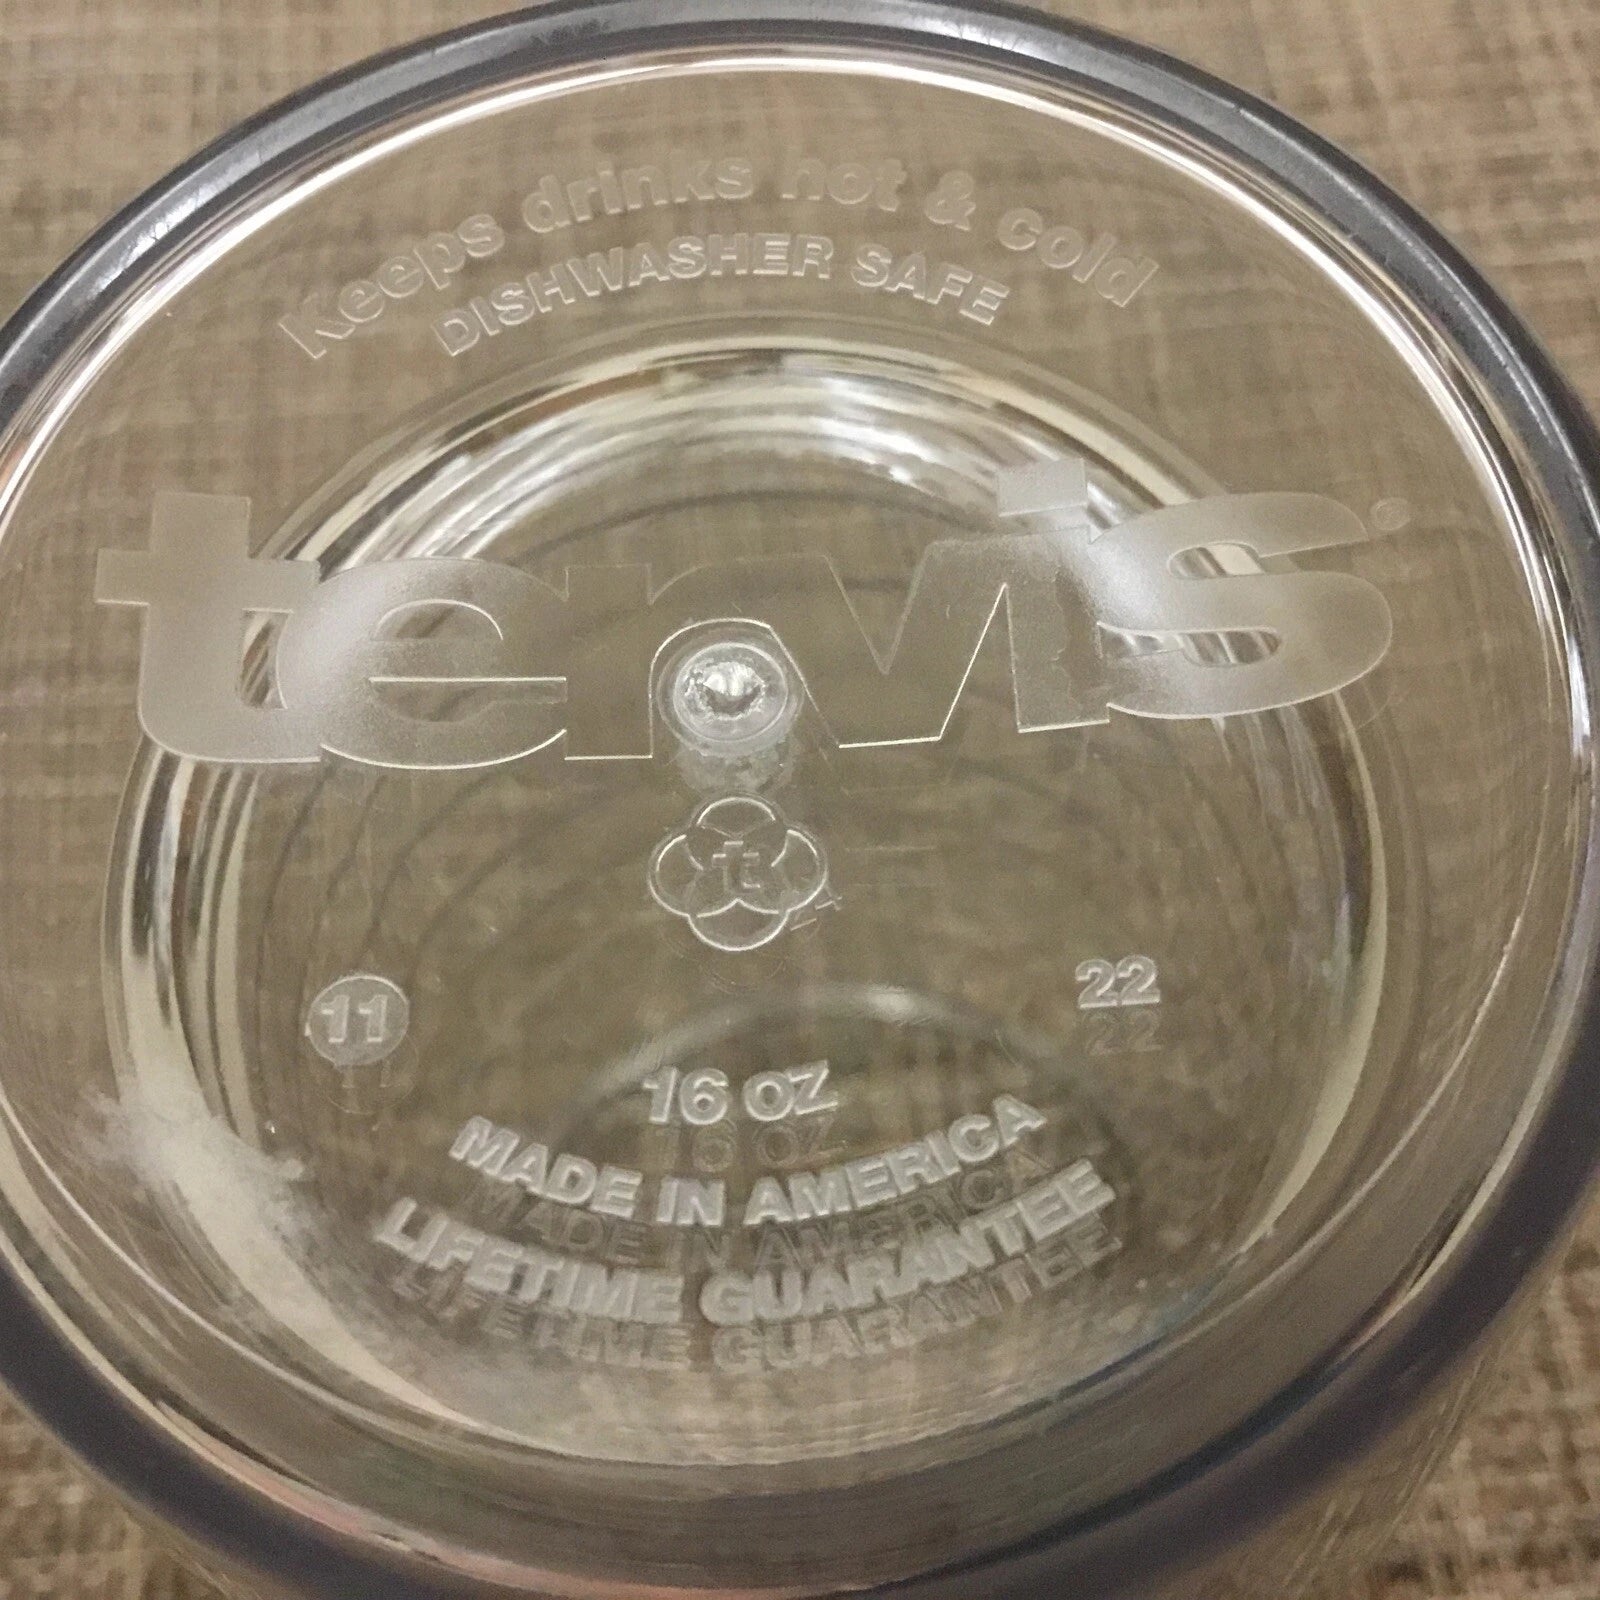 Keeps drinks hot & cold
DISHWASHER SAFE
tervis®
t
11
22
16 OZ
MADE IN AMERICA
LIFETIME GUARANTEE